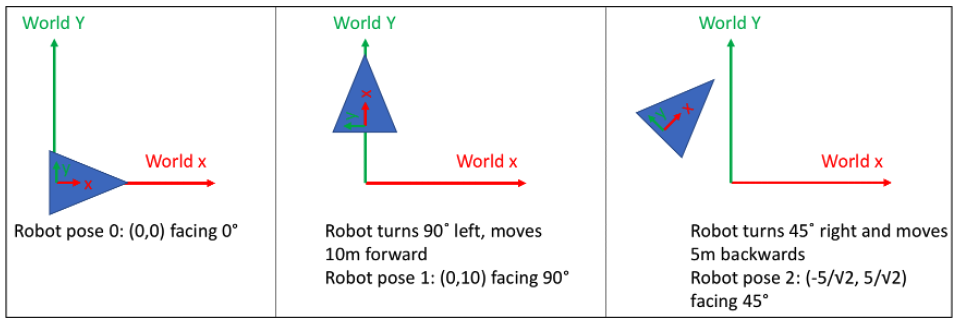 World Y
Y
x
World x
Robot pose 0: (0,0) facing 0°
World Y
x
Y
World x
Robot turns 90˚ left, moves
10m forward
Robot pose 1: (0,10) facing 90°
World Y
Y
x
World x
Robot turns 45˚ right and moves
5m backwards
Robot pose 2: (-5/√2, 5/√2)
facing 45°